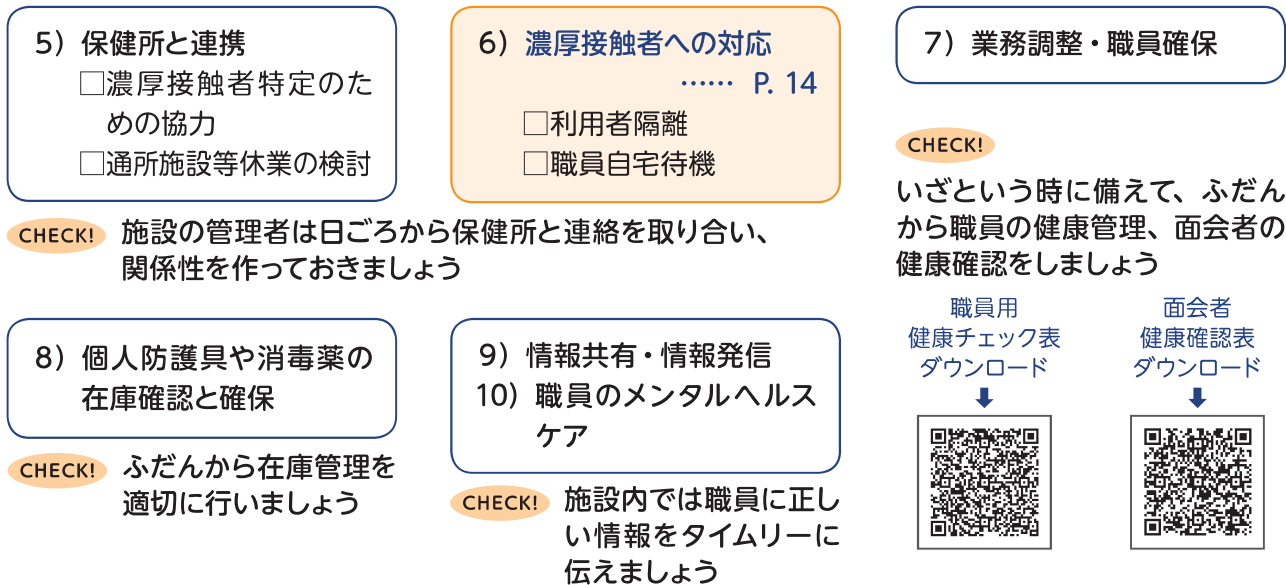 5）保健所と連携
□濃厚接触者特定のた
めの協力
□通所施設等休業の検討
CHECK!
施設の管理者は日ごろから保健所と連絡を取り合い、
関係性を作っておきましょう
6）濃厚接触者への対応
…… P. 14
□利用者隔離
□職員自宅待機
7）業務調整・職員確保
CHECK!
いざという時に備えて、ふだん
から職員の健康管理、面会者の
健康確認をしましょう
職員用
健康チェック表
ダウンロード
面会者
健康確認表
ダウンロード
8）個人防護具や消毒薬の
在庫確認と確保
CHECK!
ふだんから在庫管理を
適切に行いましょう
9）情報共有・情報発信
10）職員のメンタルヘルス
ケア
CHECK!
施設内では職員に正し
い情報をタイムリーに
伝えましょう